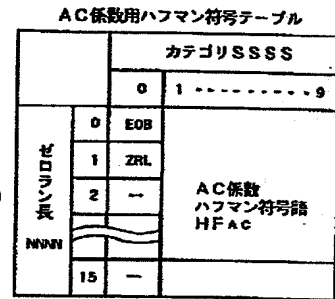 AC係数用ハフマン符号テーブル
カテゴリSSSS
0 1 --------- 9
ゼロラン長
NNNN
0 EOB
1 ZRL
2 —
15 —
AC係数
ハフマン符号語
HFAC